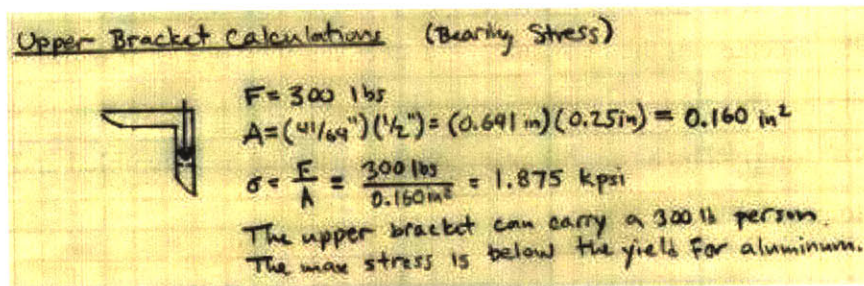 Upper Bracket Calculations (Bearing Stress)
F = 300 lbs
A = (41/64")(1/2") = (0.641 in)(0.25in) = 0.160 in²
σ = F/A = 300 lbs/0.160in² = 1.875 kpsi
The upper bracket can carry a 300 lb person.
The max stress is below the yield for aluminum.